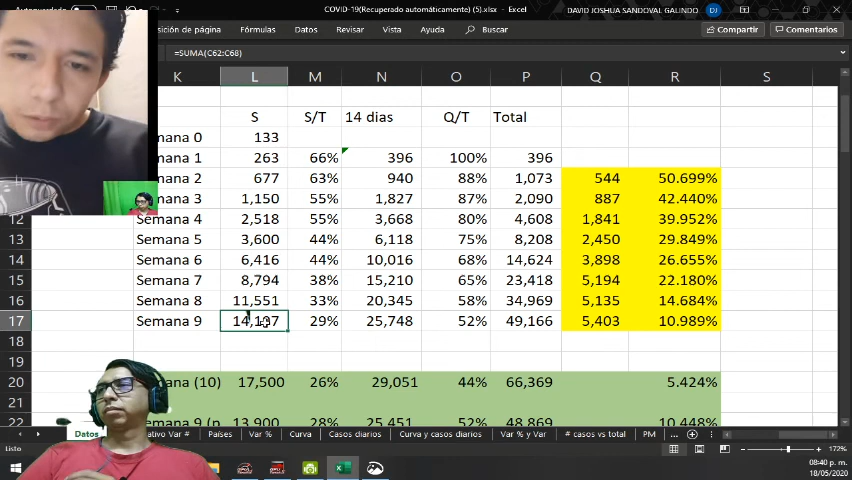 COVID-19(Recuperado automáticamente) (5).xlsx - Excel
DAVID JOSHUA SANDOVAL GALINDO
DJ
Fórmulas Datos Revisar Vista Ayuda Buscar
Compartir Comentarios
=SUMA(C62:C68)
K L M N O P Q R S
S S/T 14 dias Q/T Total
mana 0 133
mana 1 263 66% 396 100% 396
mana 2 677 63% 940 88% 1,073 544 50.699%
mana 3 1,150 55% 1,827 87% 2,090 887 42.440%
12 Semana 4 2,518 55% 3,668 80% 4,608 1,841 39.952%
13 Semana 5 3,600 44% 6,118 75% 8,208 2,450 29.849%
14 Semana 6 6,416 44% 10,016 68% 14,624 3,898 26.655%
15 Semana 7 8,794 38% 15,210 65% 23,418 5,194 22.180%
16 Semana 8 11,551 33% 20,345 58% 34,969 5,135 14.684%
17 Semana 9 29% 25,748 52% 49,166 5,403 10.989%
18
19
20 (10) 17,500 26% 29,051 44% 66,369 5.424%
21
22 9 (p 13,900 28% 25,451 52% 48,869 10.448%
Datos Var # Países Var % Curva Casos diarios Curva y casos diarios Var % y Var # casos vs total PM ...
Listo
172%
08:40 p. m.
18/05/2020